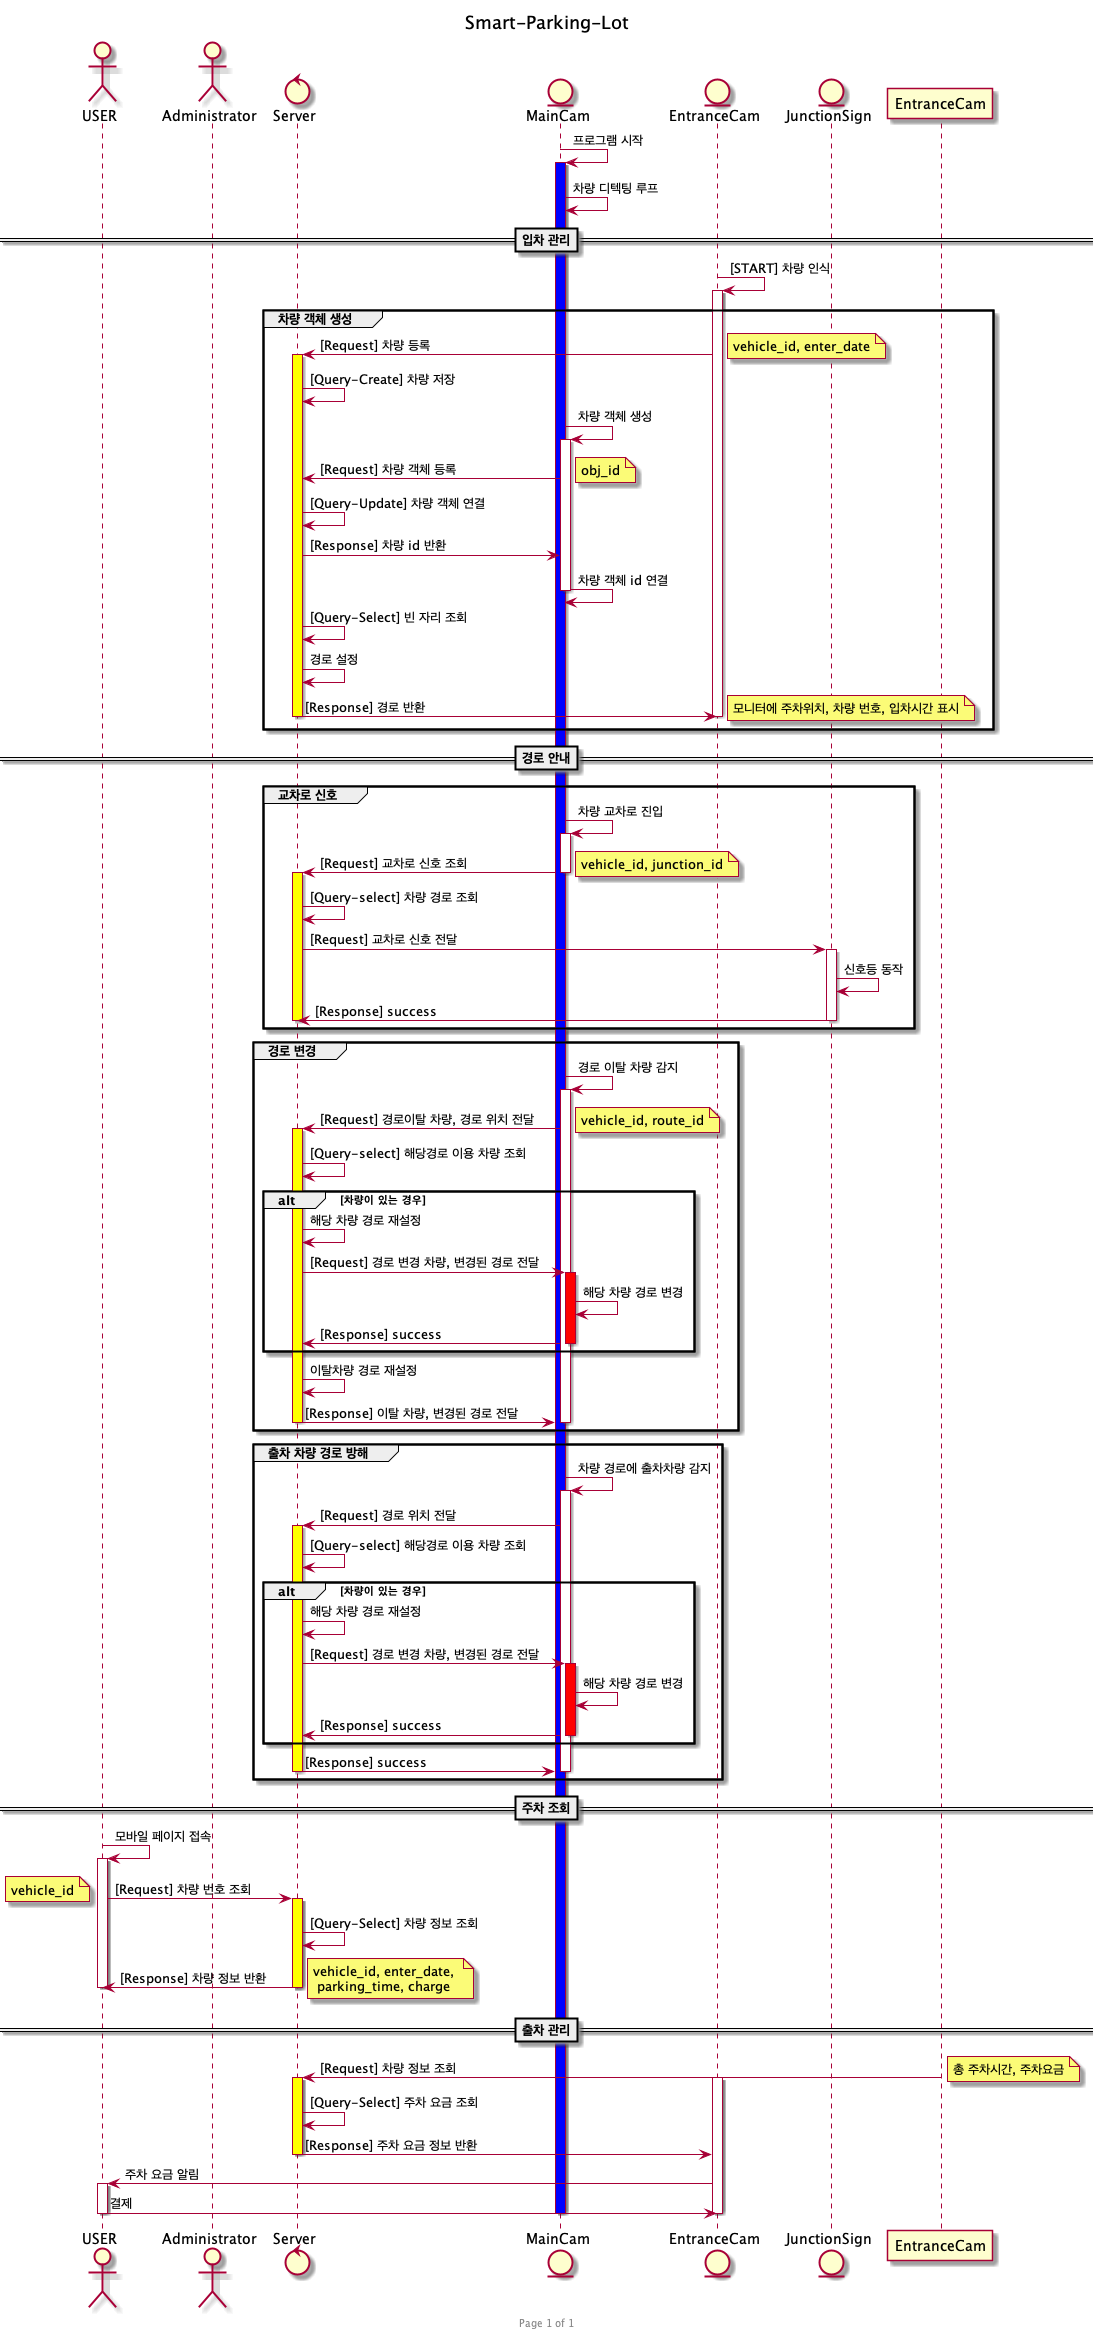 Smart-Parking-Lot
USER
Administrator
Server
MainCam
EntranceCam
JunctionSign
EntranceCam
프로그램 시작
차량 디텍팅 루프
입차 관리
[START] 차량 인식
차량 객체 생성
[Request] 차량 등록
vehicle_id, enter_date
[Query-Create] 차량 저장
차량 객체 생성
[Request] 차량 객체 등록
obj_id
[Query-Update] 차량 객체 연결
[Response] 차량 id 반환
차량 객체 id 연결
[Query-Select] 빈 자리 조회
경로 설정
[Response] 경로 반환
모니터에 주차위치, 차량 번호, 입차시간 표시
경로 안내
교차로 신호
차량 교차로 진입
[Request] 교차로 신호 조회
vehicle_id, junction_id
[Query-select] 차량 경로 조회
[Request] 교차로 신호 전달
신호등 동작
[Response] success
경로 변경
경로 이탈 차량 감지
[Request] 경로이탈 차량, 경로 위치 전달
vehicle_id, route_id
[Query-select] 해당경로 이용 차량 조회
alt
[차량이 있는 경우]
해당 차량 경로 재설정
[Request] 경로 변경 차량, 변경된 경로 전달
해당 차량 경로 변경
[Response] success
이탈차량 경로 재설정
[Response] 이탈 차량, 변경된 경로 전달
출차 차량 경로 방해
차량 경로에 출차차량 감지
[Request] 경로 위치 전달
[Query-select] 해당경로 이용 차량 조회
alt
[차량이 있는 경우]
해당 차량 경로 재설정
[Request] 경로 변경 차량, 변경된 경로 전달
해당 차량 경로 변경
[Response] success
[Response] success
주차 조회
모바일 페이지 접속
vehicle_id
[Request] 차량 번호 조회
[Query-Select] 차량 정보 조회
[Response] 차량 정보 반환
vehicle_id, enter_date,
parking_time, charge
출차 관리
[Request] 차량 정보 조회
총 주차시간, 주차요금
[Query-Select] 주차 요금 조회
[Response] 주차 요금 정보 반환
주차 요금 알림
결제
USER
Administrator
Server
MainCam
EntranceCam
JunctionSign
EntranceCam
Page 1 of 1